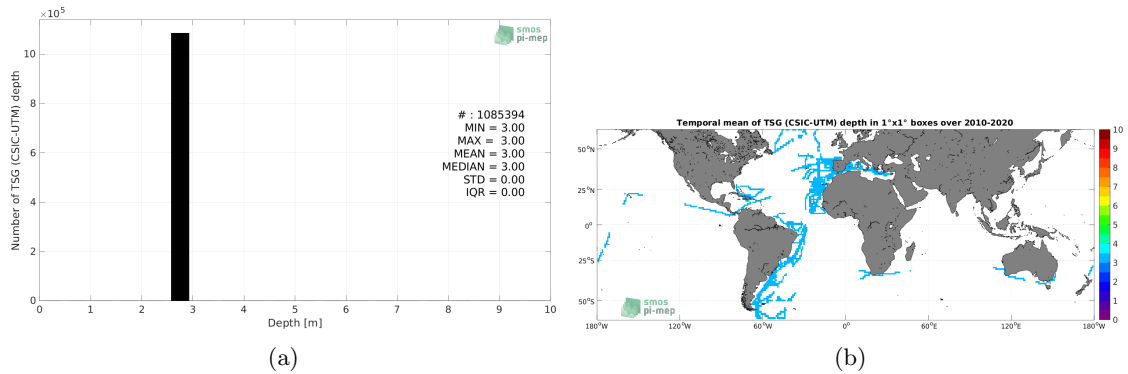 ×10⁵
10
8
6
4
2
0
Number of TSG (CSIC-UTM) depth
smos
pi-mep
# : 1085394
MIN = 3.00
MAX = 3.00
MEAN = 3.00
MEDIAN = 3.00
STD = 0.00
IQR = 0.00
0 1 2 3 4 5 6 7 8 9 10
Depth [m]
(a)
Temporal mean of TSG (CSIC-UTM) depth in 1°x1° boxes over 2010-2020
50°N
25°N
0°
25°S
50°S
smos
pi-mep
180°W 120°W 60°W 0° 60°E 120°E 180°E
10
9
8
7
6
5
4
3
2
1
0
(b)